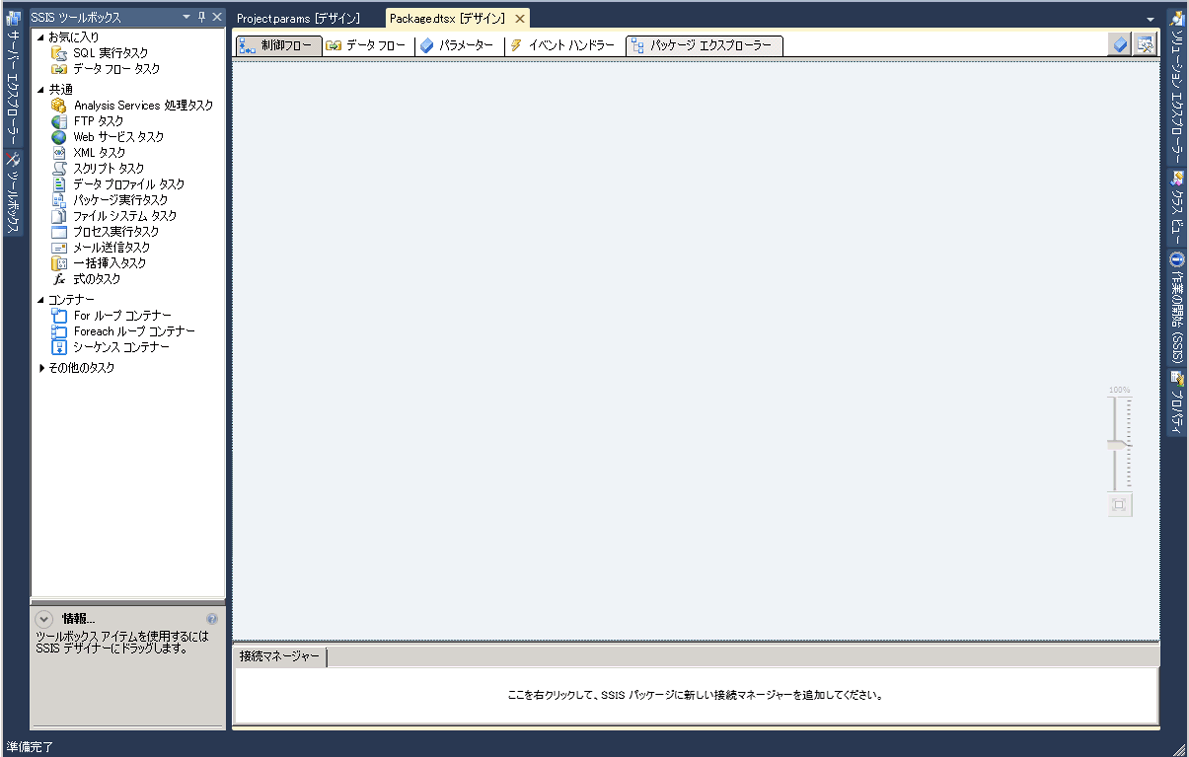 サーバー エクスプローラー
ツールボックス
SSIS ツールボックス
お気に入り
SQL 実行タスク
データ フロー タスク
共通
Analysis Services 処理タスク
FTP タスク
Web サービス タスク
XML タスク
スクリプト タスク
データ プロファイル タスク
パッケージ実行タスク
ファイル システム タスク
プロセス実行タスク
メール送信タスク
一括挿入タスク
式のタスク
コンテナー
For ループ コンテナー
Foreach ループ コンテナー
シーケンス コンテナー
その他のタスク
情報...
ツールボックス アイテムを使用するには
SSIS デザイナーにドラッグします。
Project.params [デザイン]
Package.dtsx [デザイン]
制御フロー
データ フロー
パラメーター
イベント ハンドラー
パッケージ エクスプローラー
100%
接続マネージャー
ここを右クリックして、SSIS パッケージに新しい接続マネージャーを追加してください。
ソリューション エクスプローラー
クラス ビュー
作業の開始 (SSIS)
プロパティ
準備完了